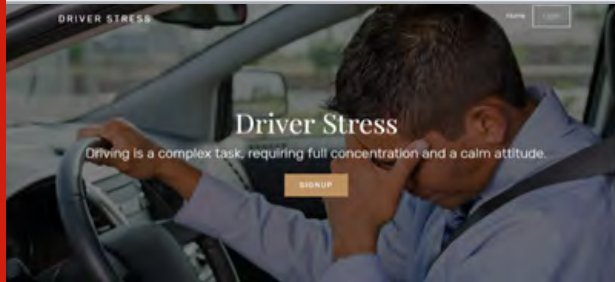 DRIVER STRESS
Home
Login
Driver Stress
Driving is a complex task, requiring full concentration and a calm attitude.
SIGNUP